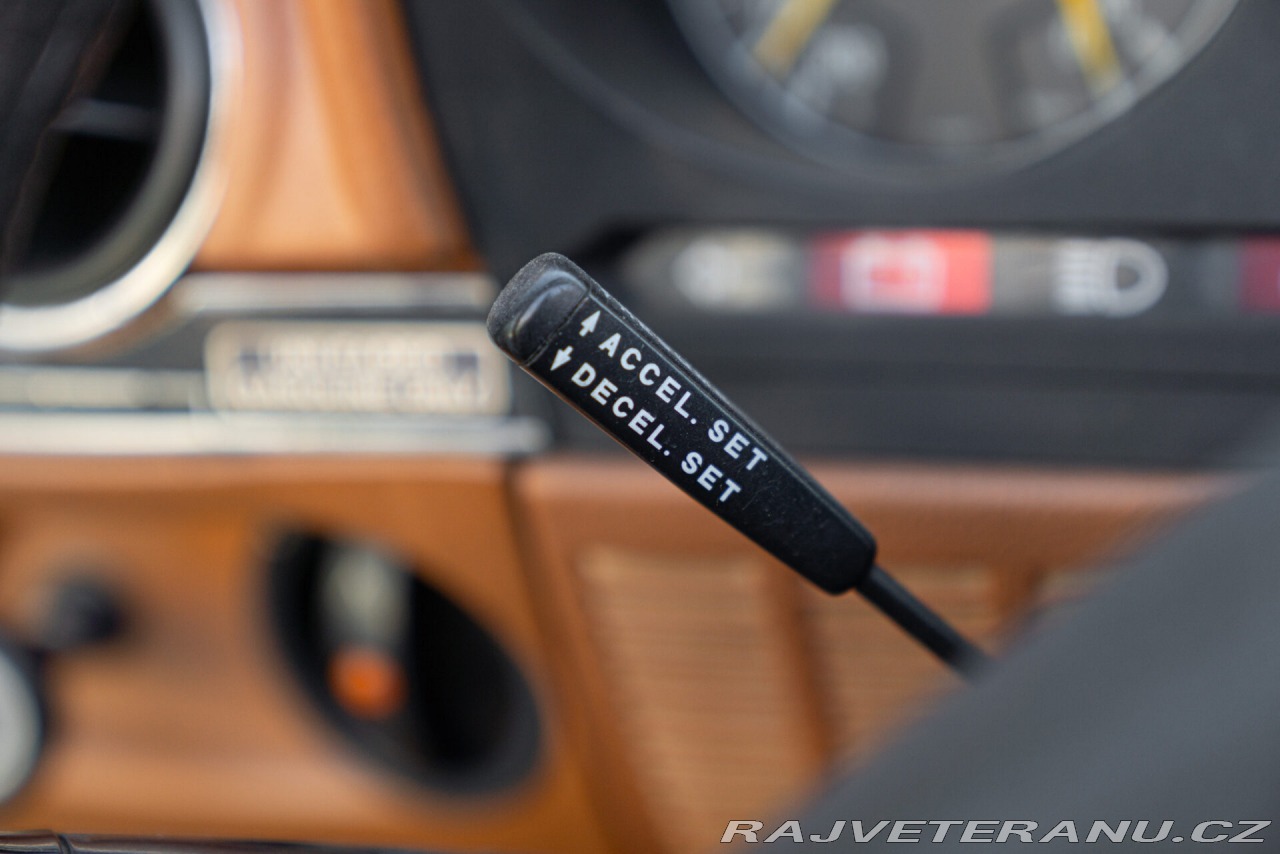 ACCEL. SET
DECEL. SET
RAJVETERANU.CZ